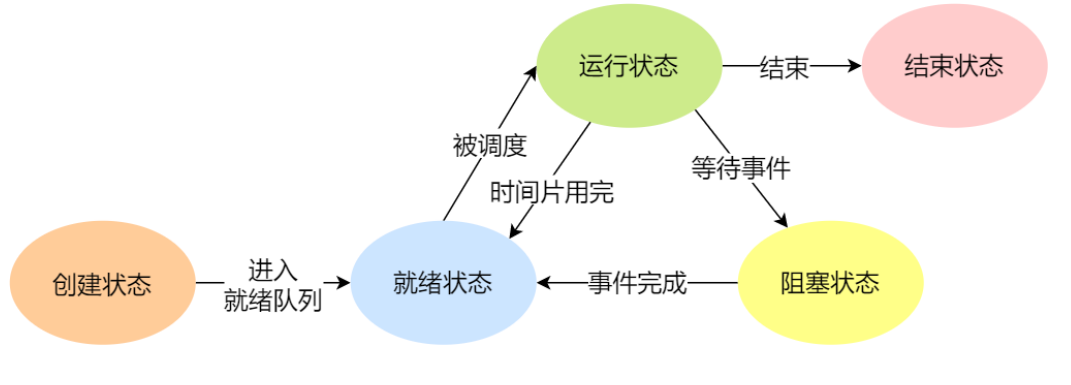 运行状态
结束
结束状态
被调度
时间片用完
等待事件
创建状态
进入
就绪队列
就绪状态
事件完成
阻塞状态